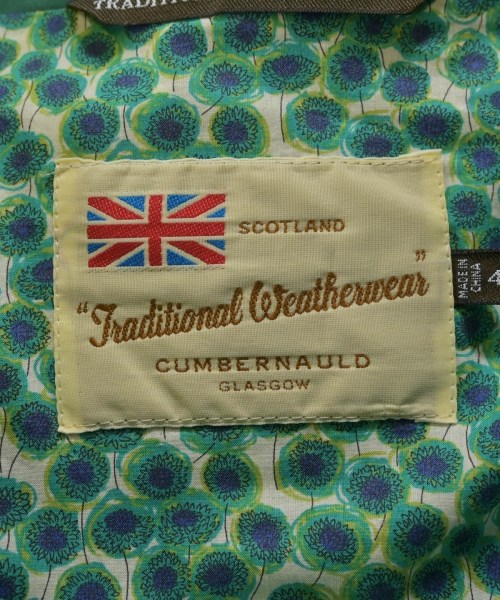 SCOTLAND
"Traditional Weatherwear"
CUMBERNAULD
GLASGOW
MADE IN
CHINA